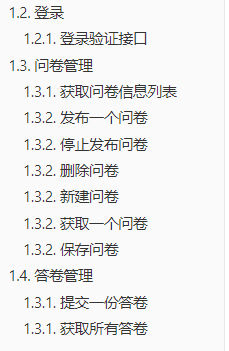 1.2. 登录
1.2.1. 登录验证接口
1.3. 问卷管理
1.3.1. 获取问卷信息列表
1.3.2. 发布一个问卷
1.3.2. 停止发布问卷
1.3.2. 删除问卷
1.3.2. 新建问卷
1.3.2. 获取一个问卷
1.3.2. 保存问卷
1.4. 答卷管理
1.3.1. 提交一份答卷
1.3.1. 获取所有答卷